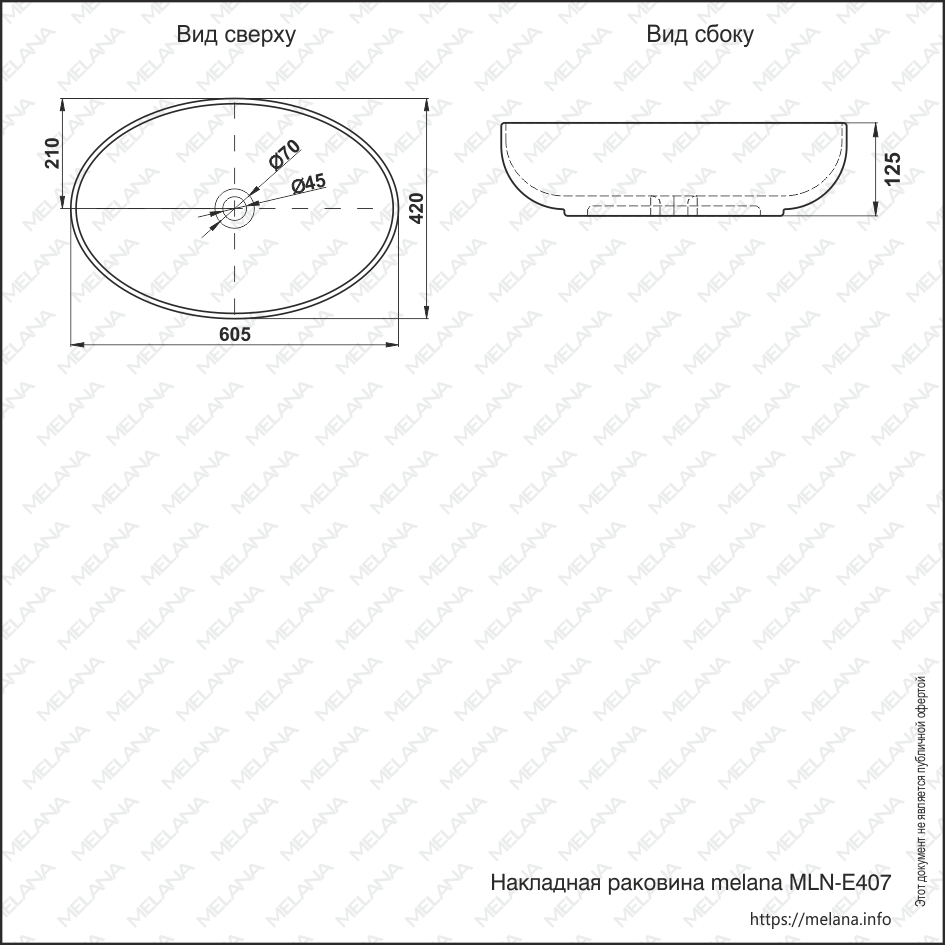 Вид сверху
Вид сбоку
210
Ø70
Ø45
420
605
125
Этот документ не является публичной офертой
Накладная раковина melana MLN-E407
https://melana.info
MELANA